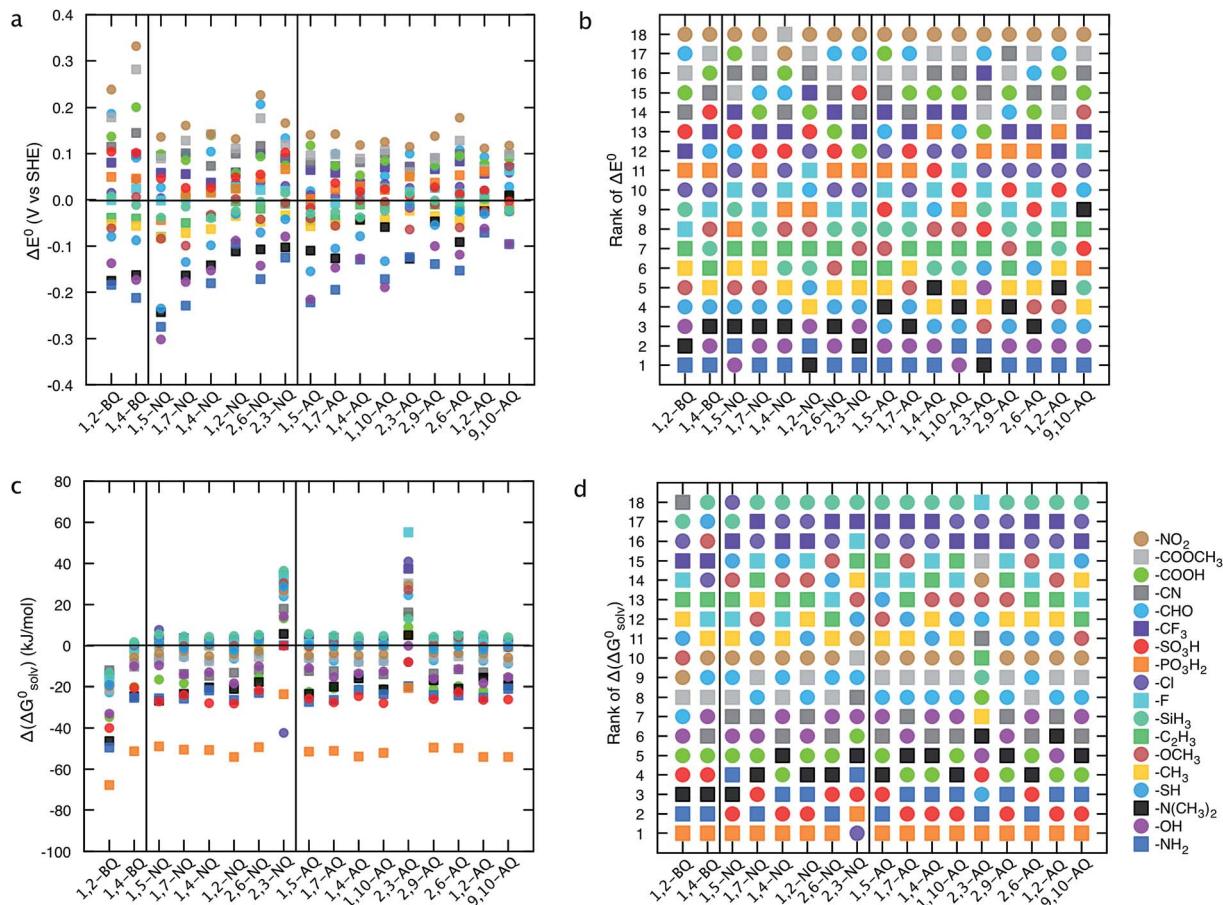 a
0.4
0.3
0.2
0.1
0.0
-0.1
-0.2
-0.3
-0.4
ΔE⁰ (V vs SHE)
1,2−BQ
1,4−BQ
1,5−NQ
1,7−NQ
1,4−NQ
1,2−NQ
2,6−NQ
2,3−NQ
1,5−AQ
1,7−AQ
1,4−AQ
1,10−AQ
2,3−AQ
2,9−AQ
2,6−AQ
1,2−AQ
9,10−AQ
b
18
17
16
15
14
13
12
11
10
9
8
7
6
5
4
3
2
1
Rank of ΔE⁰
1,2−BQ
1,4−BQ
1,5−NQ
1,7−NQ
1,4−NQ
1,2−NQ
2,6−NQ
2,3−NQ
1,5−AQ
1,7−AQ
1,4−AQ
1,10−AQ
2,3−AQ
2,9−AQ
2,6−AQ
1,2−AQ
9,10−AQ
c
80
60
40
20
0
-20
-40
-60
-80
-100
Δ(ΔG⁰solv) (kJ/mol)
1,2−BQ
1,4−BQ
1,5−NQ
1,7−NQ
1,4−NQ
1,2−NQ
2,6−NQ
2,3−NQ
1,5−AQ
1,7−AQ
1,4−AQ
1,10−AQ
2,3−AQ
2,9−AQ
2,6−AQ
1,2−AQ
9,10−AQ
d
18
17
16
15
14
13
12
11
10
9
8
7
6
5
4
3
2
1
Rank of Δ(ΔG⁰solv)
1,2−BQ
1,4−BQ
1,5−NQ
1,7−NQ
1,4−NQ
1,2−NQ
2,6−NQ
2,3−NQ
1,5−AQ
1,7−AQ
1,4−AQ
1,10−AQ
2,3−AQ
2,9−AQ
2,6−AQ
1,2−AQ
9,10−AQ
-NO₂
-COOCH₃
-COOH
-CN
-CHO
-CF₃
-SO₃H
-PO₃H₂
-Cl
-F
-SiH₃
-C₂H₃
-OCH₃
-CH₃
-SH
-N(CH₃)₂
-OH
-NH₂